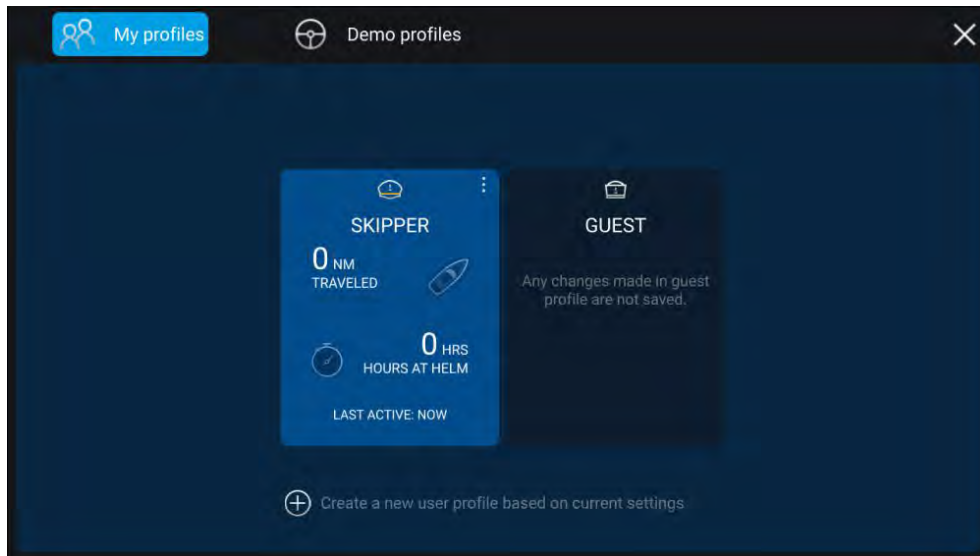 My profiles
Demo profiles
SKIPPER
0 NM
TRAVELED
0 HRS
HOURS AT HELM
LAST ACTIVE: NOW
GUEST
Any changes made in guest
profile are not saved.
Create a new user profile based on current settings